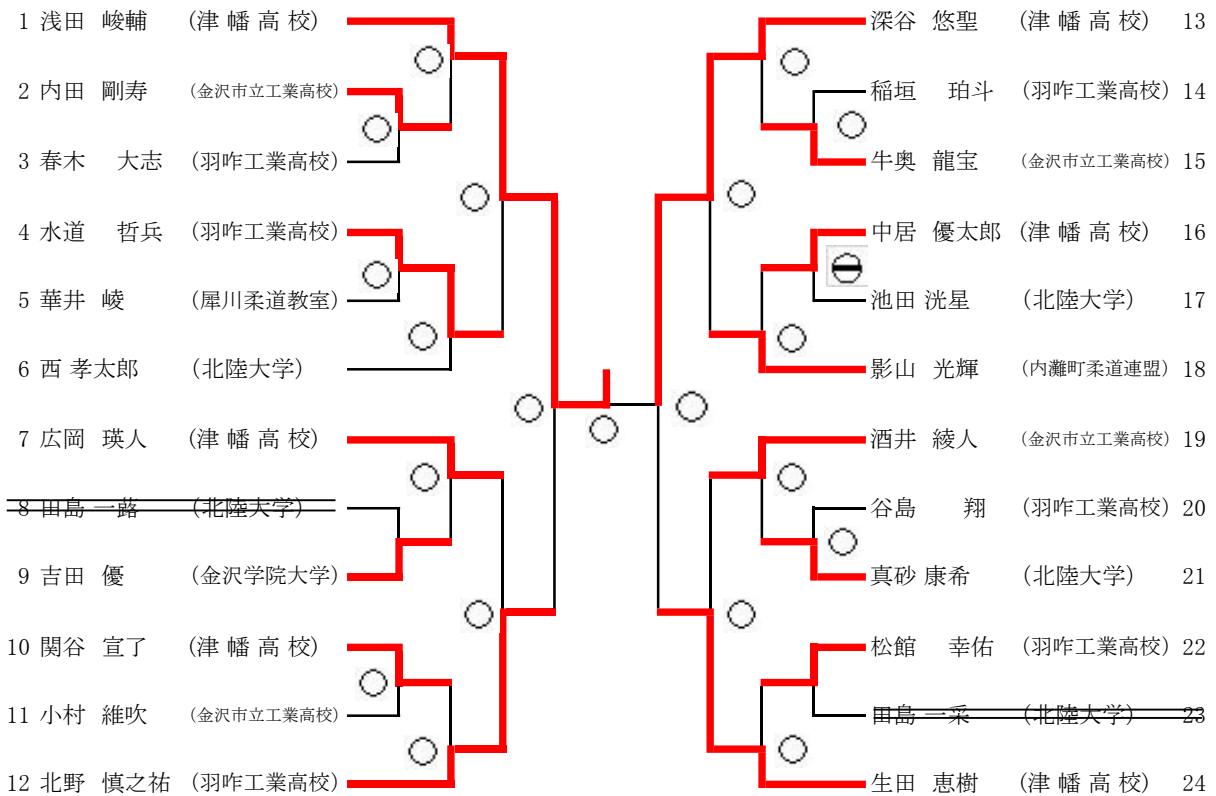 1 浅田 峻輔 (津 幡 高 校)
2 内田 剛寿 (金沢市立工業高校)
3 春木 大志 (羽咋工業高校)
4 水道 哲兵 (羽咋工業高校)
5 華井 崚 (犀川柔道教室)
6 西 孝太郎 (北陸大学)
7 広岡 瑛人 (津 幡 高 校)
8 田島 一蕗 (北陸大学)
9 吉田 優 (金沢学院大学)
10 関谷 宣了 (津 幡 高 校)
11 小村 維吹 (金沢市立工業高校)
12 北野 慎之祐 (羽咋工業高校)
深谷 悠聖 (津 幡 高 校) 13
稲垣 珀斗 (羽咋工業高校) 14
牛奥 龍宝 (金沢市立工業高校) 15
中居 優太郎 (津 幡 高 校) 16
池田 洸星 (北陸大学) 17
影山 光輝 (内灘町柔道連盟) 18
酒井 綾人 (金沢市立工業高校) 19
谷島 翔 (羽咋工業高校) 20
真砂 康希 (北陸大学) 21
松館 幸佑 (羽咋工業高校) 22
田島 一采 (北陸大学) 23
生田 恵樹 (津 幡 高 校) 24